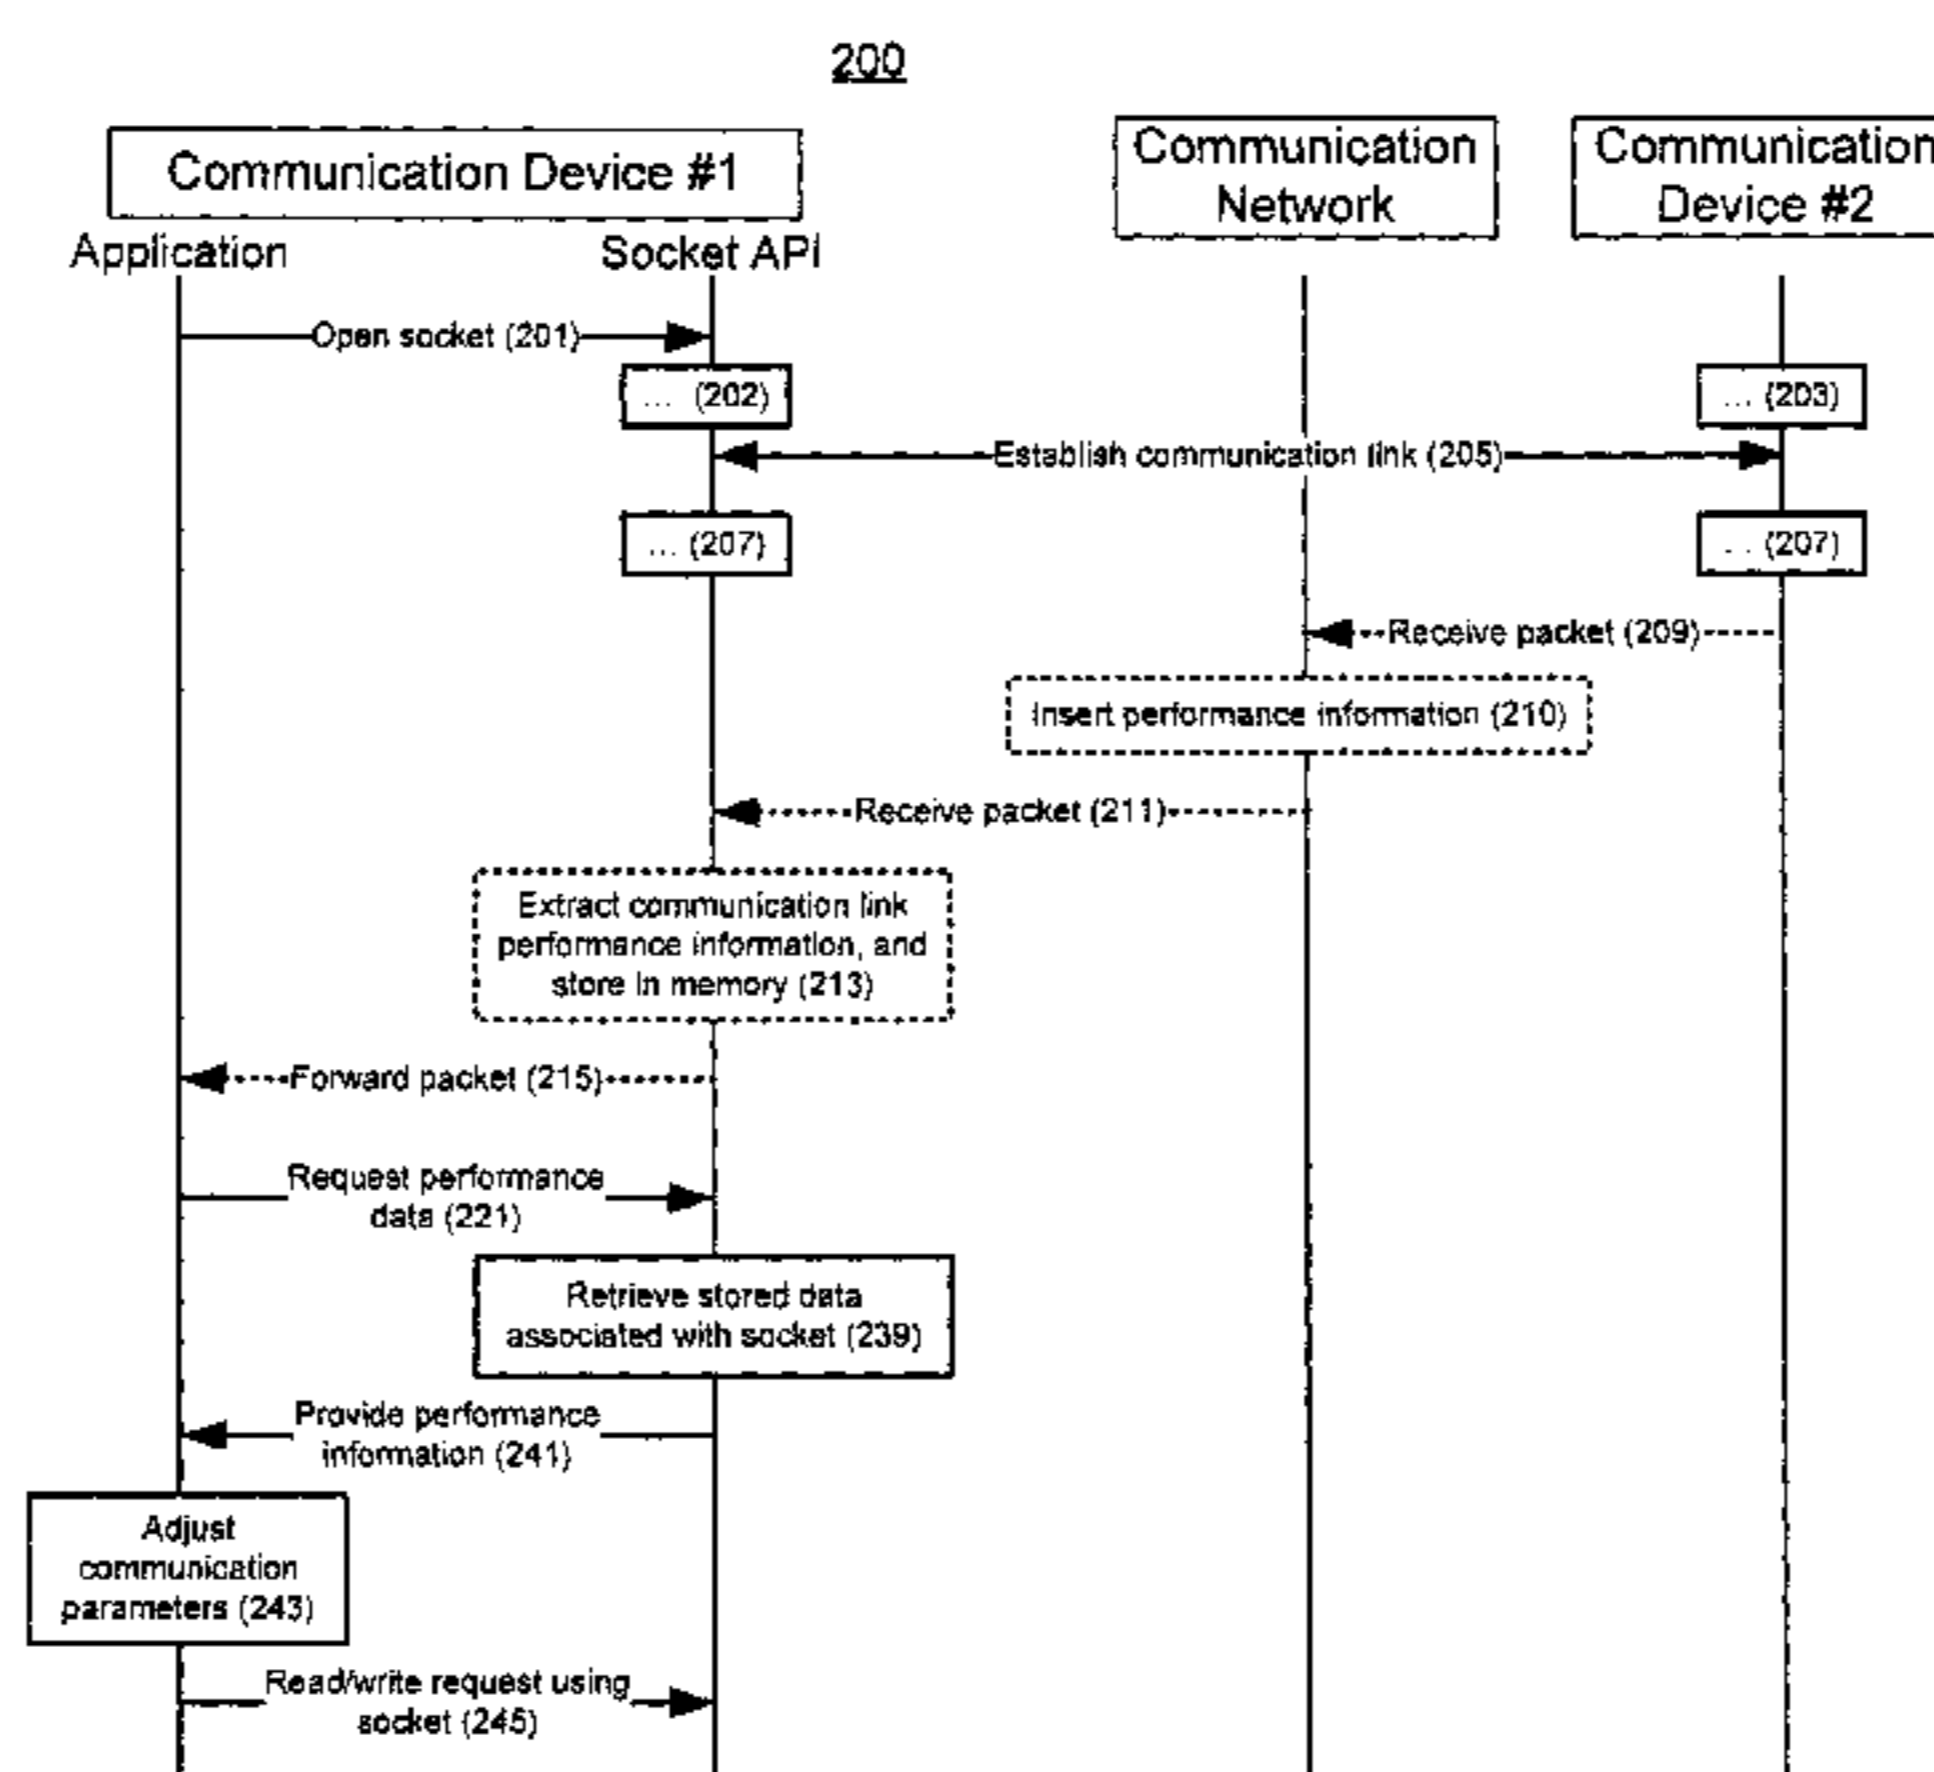 200
Communication Device #1
Communication
Network
Communication
Device #2
Application
Socket API
Open socket (201)
... (202)
... (203)
Establish communication link (205)
... (207)
... (207)
Receive packet (209)
Insert performance information (210)
Receive packet (211)
Extract communication link
performance information, and
store in memory (213)
Forward packet (215)
Request performance
data (221)
Retrieve stored data
associated with socket (239)
Provide performance
information (241)
Adjust
communication
parameters (243)
Read/write request using
socket (245)